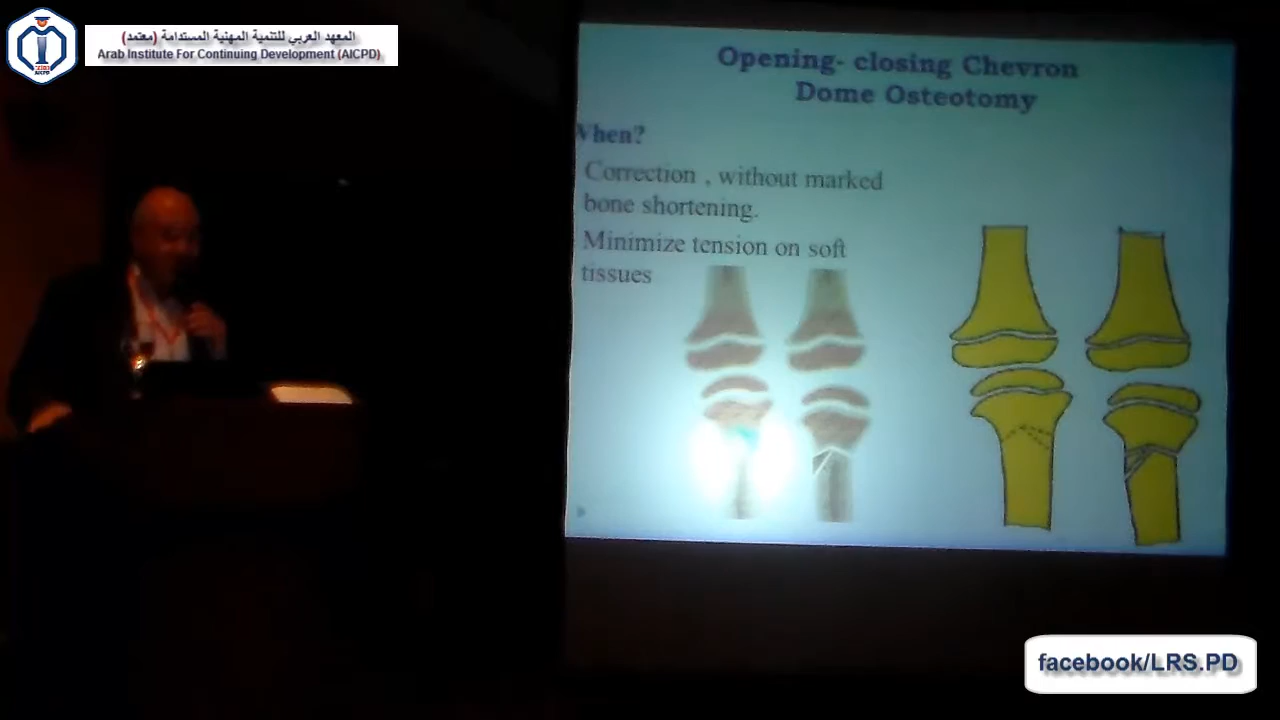 المعهد العربي للتنمية المهنية المستدامة (معتمد)
Arab Institute For Continuing Development (AICPD)
AICPD
Opening- closing Chevron
Dome Osteotomy
When?
Correction , without marked
bone shortening.
Minimize tension on soft
tissues
facebook/LRS.PD